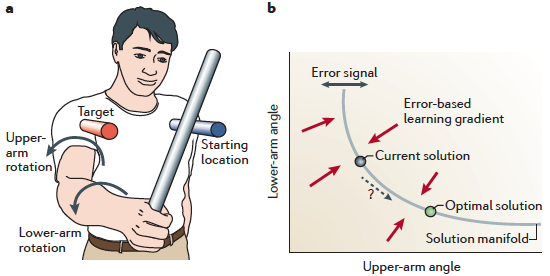 a
Target
Upper-
arm
rotation
Starting
location
Lower-arm
rotation
b
Error signal
Error-based
learning gradient
Current solution
?
Optimal solution
Solution manifold
Lower-arm angle
Upper-arm angle